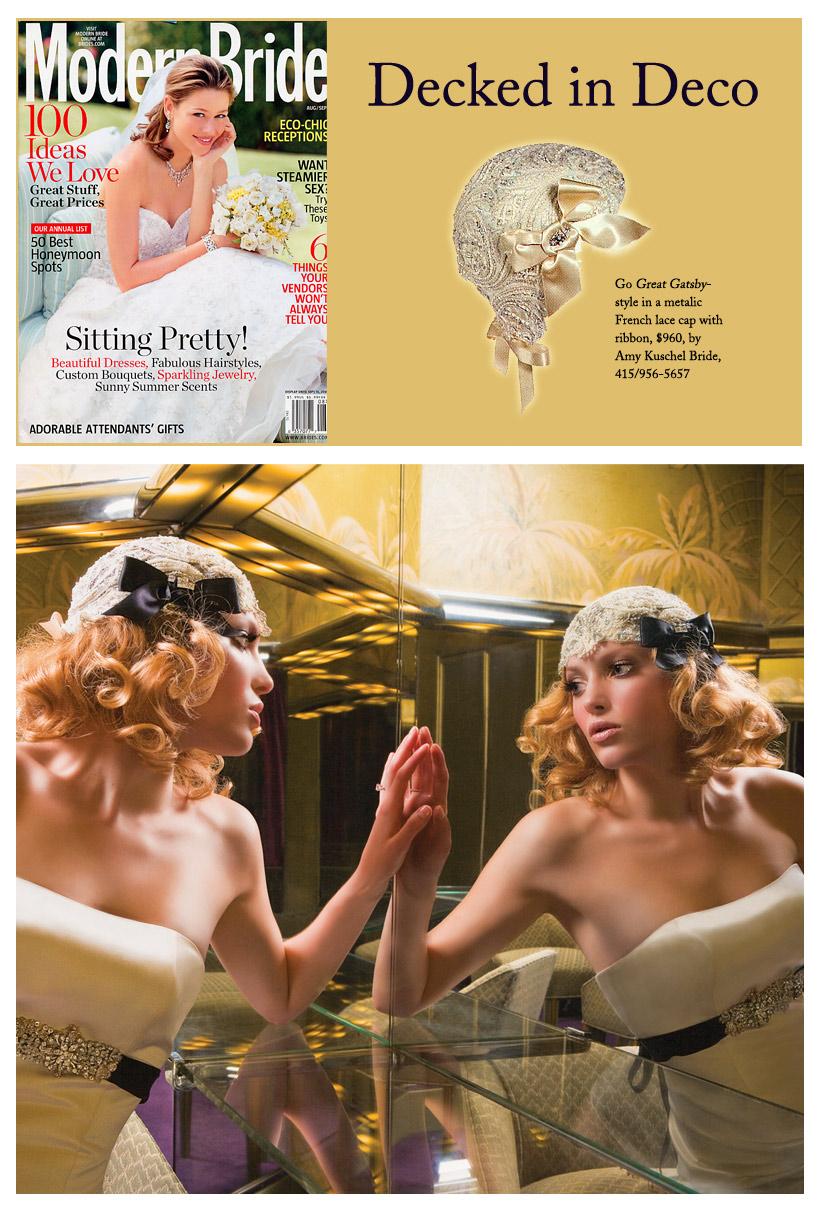 VISIT
MODERN BRIDE
ONLINE AT
BRIDES.COM
Modern Bride
AUG/SEP
100
Ideas
We Love
Great Stuff,
Great Prices
OUR ANNUAL LIST
50 Best
Honeymoon
Spots
ECO-CHIC
RECEPTIONS
WANT
STEAMIER
SEX?
Try
These
Toys
6
THINGS
YOUR
VENDORS
WON'T
ALWAYS
TELL YOU
Sitting Pretty!
Beautiful Dresses, Fabulous Hairstyles,
Custom Bouquets, Sparkling Jewelry,
Sunny Summer Scents
ADORABLE ATTENDANTS' GIFTS
WWW.BRIDES.COM
Decked in Deco
Go Great Gatsby-
style in a metalic
French lace cap with
ribbon, $960, by
Amy Kuschel Bride,
415/956-5657